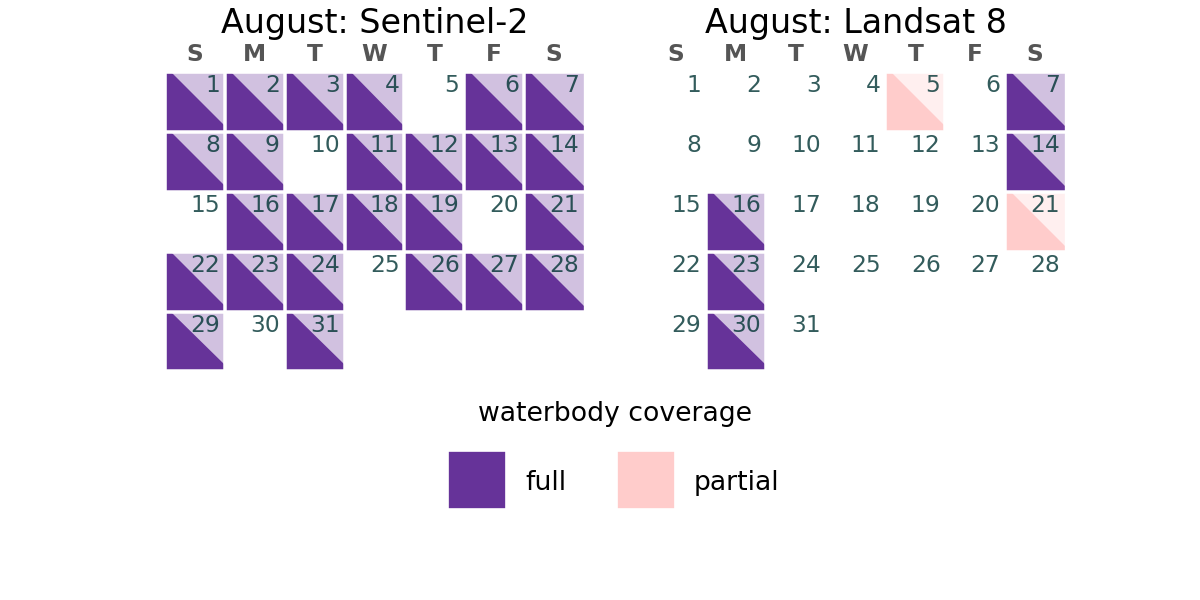 August: Sentinel-2
S M T W T F S
1 2 3 4 5 6 7
8 9 10 11 12 13 14
15 16 17 18 19 20 21
22 23 24 25 26 27 28
29 30 31
August: Landsat 8
S M T W T F S
1 2 3 4 5 6 7
8 9 10 11 12 13 14
15 16 17 18 19 20 21
22 23 24 25 26 27 28
29 30 31
waterbody coverage
full
partial